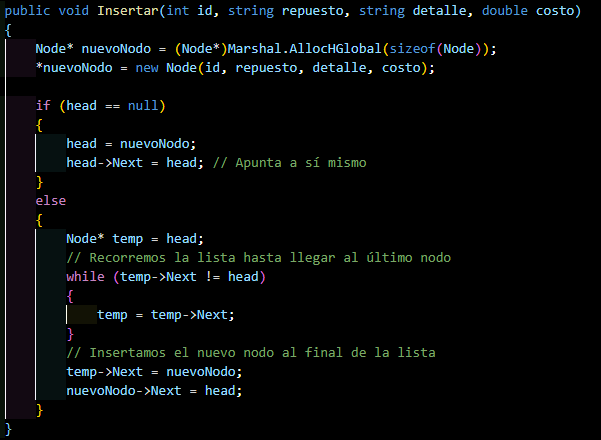 public void Insertar(int id, string repuesto, string detalle, double costo)
{
    Node* nuevoNodo = (Node*)Marshal.AllocHGlobal(sizeof(Node));
    *nuevoNodo = new Node(id, repuesto, detalle, costo);

    if (head == null)
    {
        head = nuevoNodo;
        head->Next = head; // Apunta a sí mismo
    }
    else
    {
        Node* temp = head;
        // Recorremos la lista hasta llegar al último nodo
        while (temp->Next != head)
        {
            temp = temp->Next;
        }
        // Insertamos el nuevo nodo al final de la lista
        temp->Next = nuevoNodo;
        nuevoNodo->Next = head;
    }
}